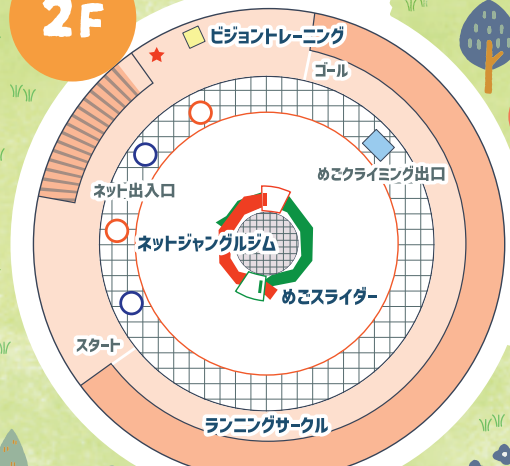 2F
ビジョントレーニング
ゴール
めごクライミング出口
ネット出入口
ネットジャングルジム
めごスライダー
スタート
ランニングサークル